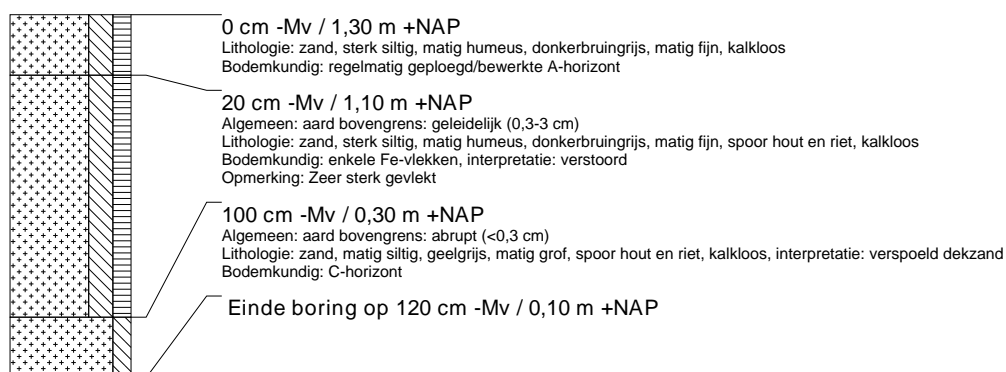 0 cm -Mv / 1,30 m +NAP
Lithologie: zand, sterk siltig, matig humeus, donkerbruingrijs, matig fijn, kalkloos
Bodemkundig: regelmatig geploegd/bewerkte A-horizont
20 cm -Mv / 1,10 m +NAP
Algemeen: aard bovengrens: geleidelijk (0,3-3 cm)
Lithologie: zand, sterk siltig, matig humeus, donkerbruingrijs, matig fijn, spoor hout en riet, kalkloos
Bodemkundig: enkele Fe-vlekken, interpretatie: verstoord
Opmerking: Zeer sterk gevlekt
100 cm -Mv / 0,30 m +NAP
Algemeen: aard bovengrens: abrupt (<0,3 cm)
Lithologie: zand, matig siltig, geelgrijs, matig grof, spoor hout en riet, kalkloos, interpretatie: verspoeld dekzand
Bodemkundig: C-horizont
Einde boring op 120 cm -Mv / 0,10 m +NAP